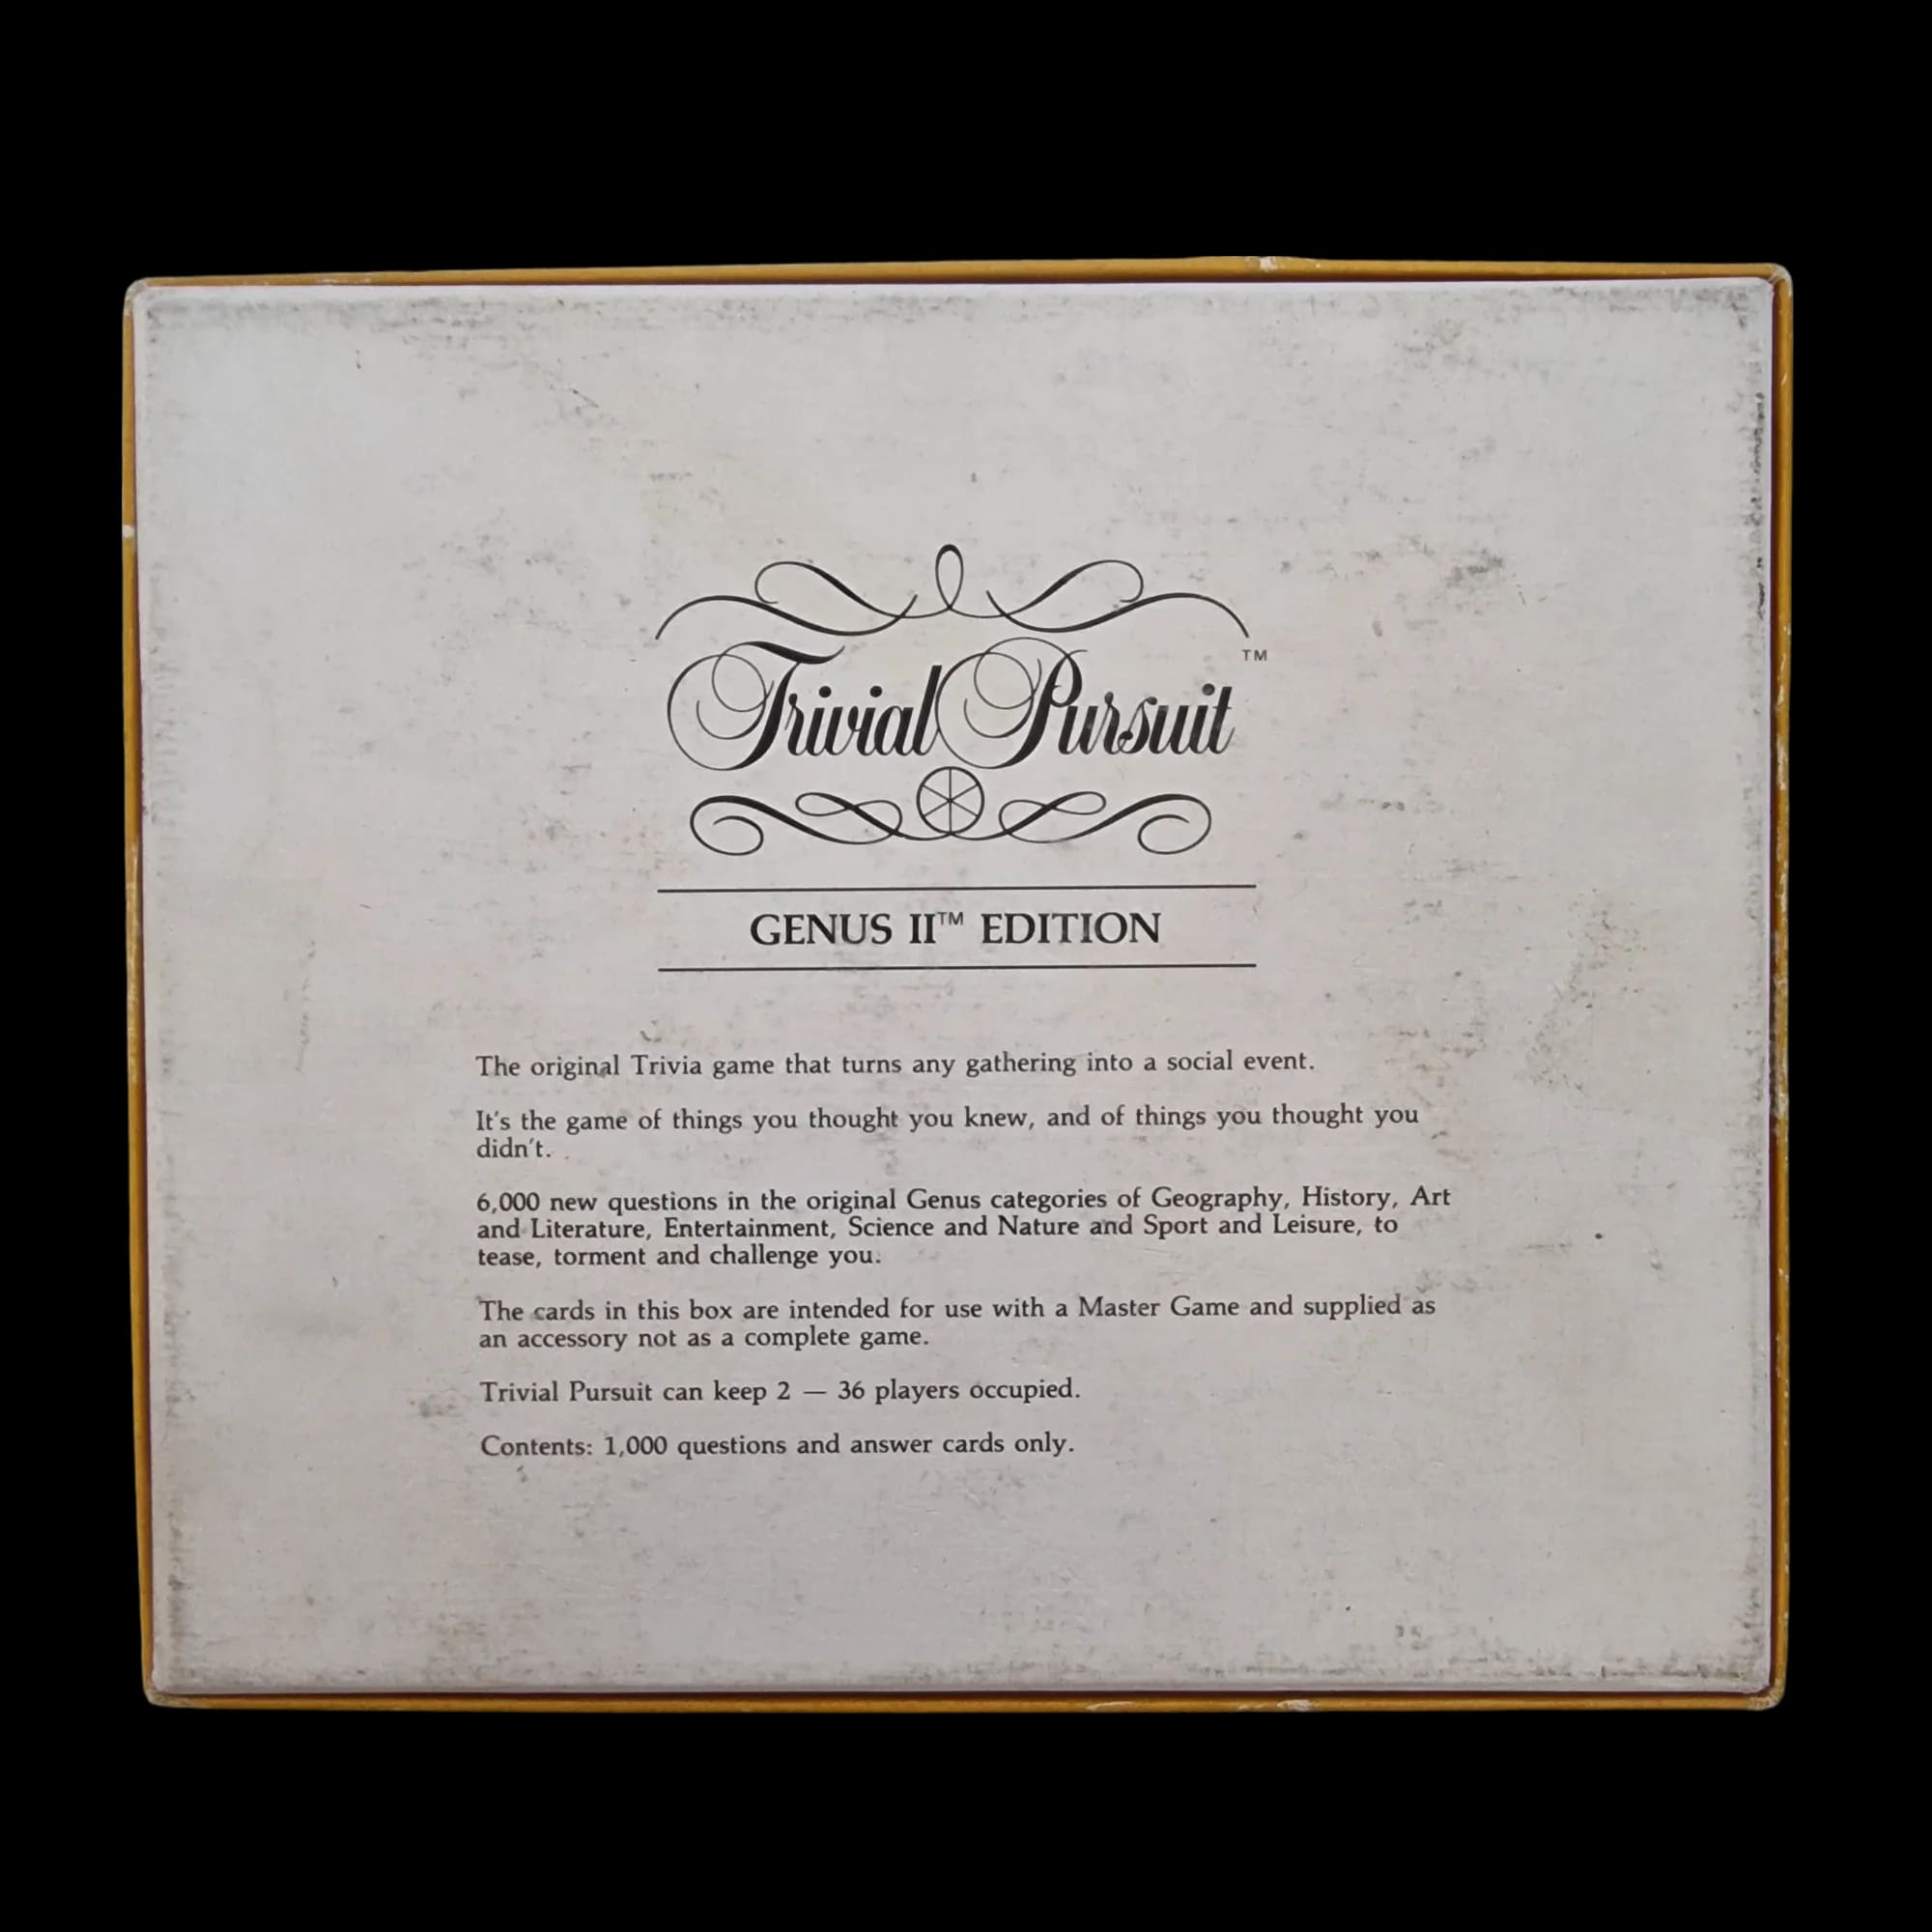 Trivial Pursuit™
GENUS II™ EDITION
The original Trivia game that turns any gathering into a social event.
It's the game of things you thought you knew, and of things you thought you
didn't.
6,000 new questions in the original Genus categories of Geography, History, Art
and Literature, Entertainment, Science and Nature and Sport and Leisure, to
tease, torment and challenge you.
The cards in this box are intended for use with a Master Game and supplied as
an accessory not as a complete game.
Trivial Pursuit can keep 2 — 36 players occupied.
Contents: 1,000 questions and answer cards only.